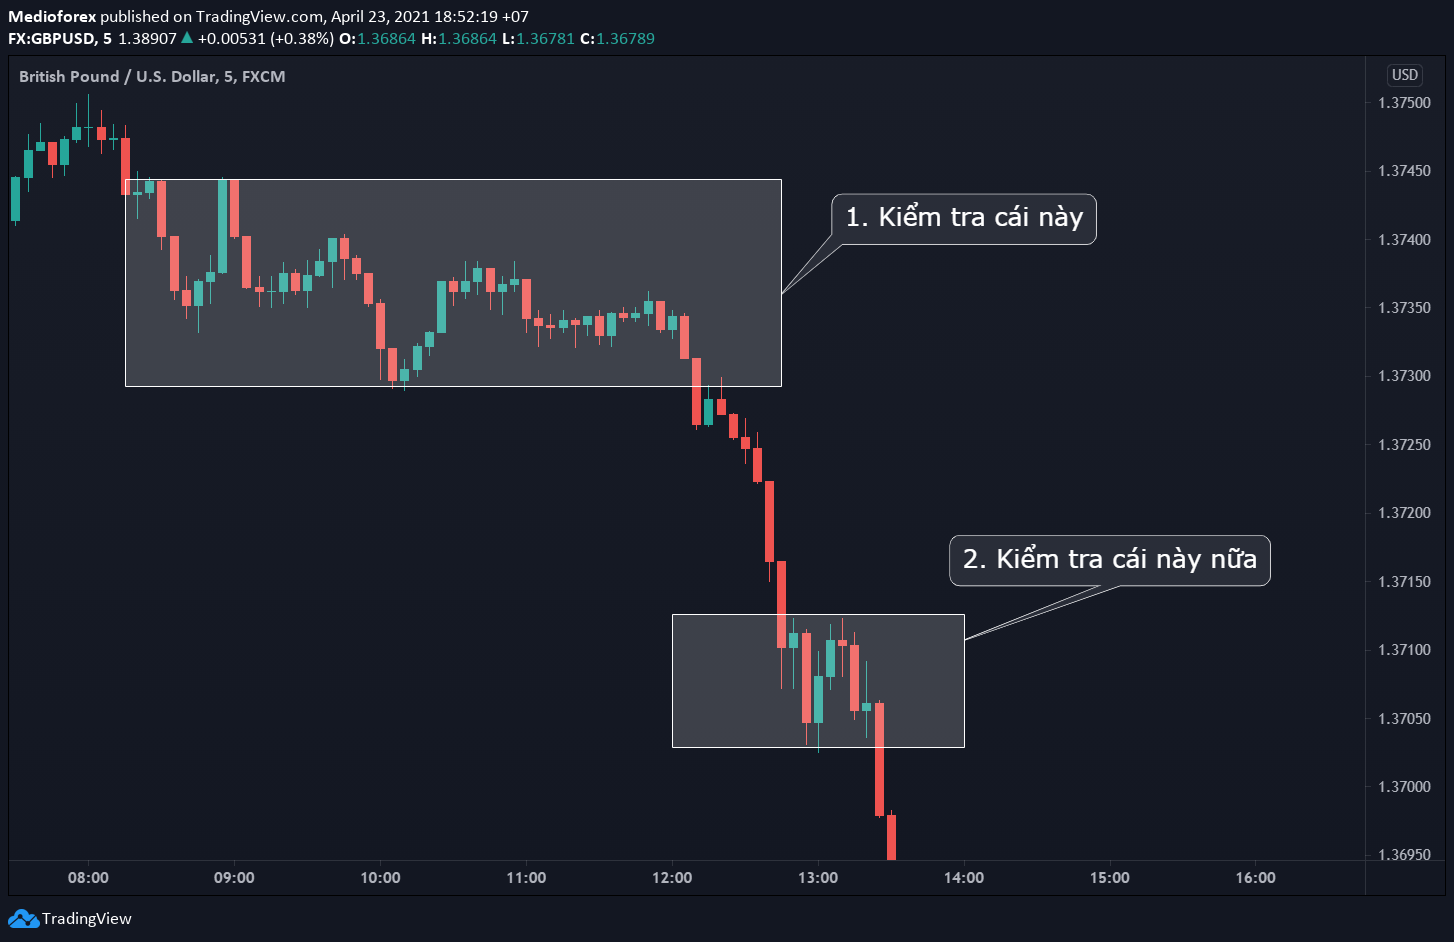 Medioforex published on TradingView.com, April 23, 2021 18:52:19 +07
FX:GBPUSD, 5 1.38907 ▲ +0.00531 (+0.38%) O:1.36864 H:1.36864 L:1.36781 C:1.36789
British Pound / U.S. Dollar, 5, FXCM
USD
1.37500
1.37450
1. Kiểm tra cái này
1.37400
1.37350
1.37300
1.37250
1.37200
2. Kiểm tra cái này nữa
1.37150
1.37100
1.37050
1.37000
1.36950
08:00 09:00 10:00 11:00 12:00 13:00 14:00 15:00 16:00
TradingView